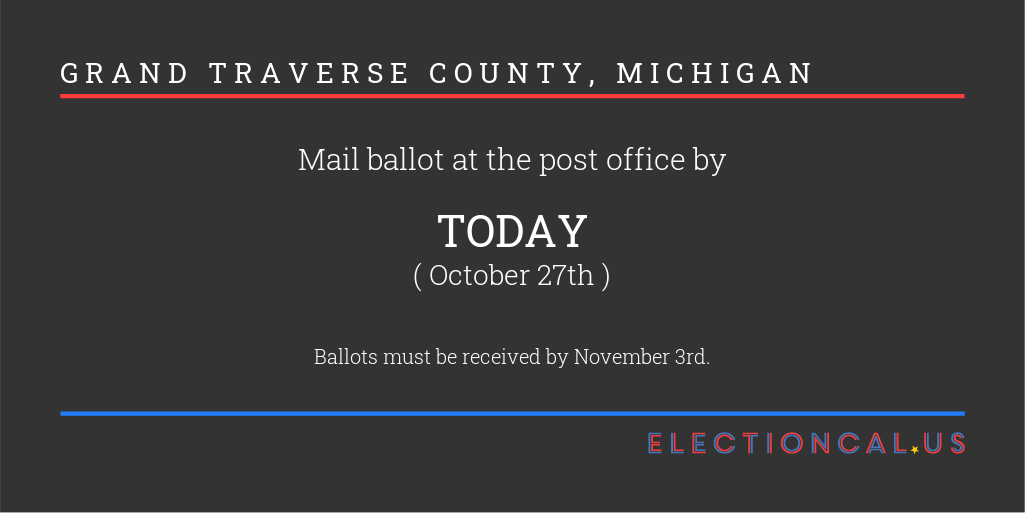 GRAND TRAVERSE COUNTY, MICHIGAN
Mail ballot at the post office by
TODAY
( October 27th )
Ballots must be received by November 3rd.
ELECTIONCAL.US